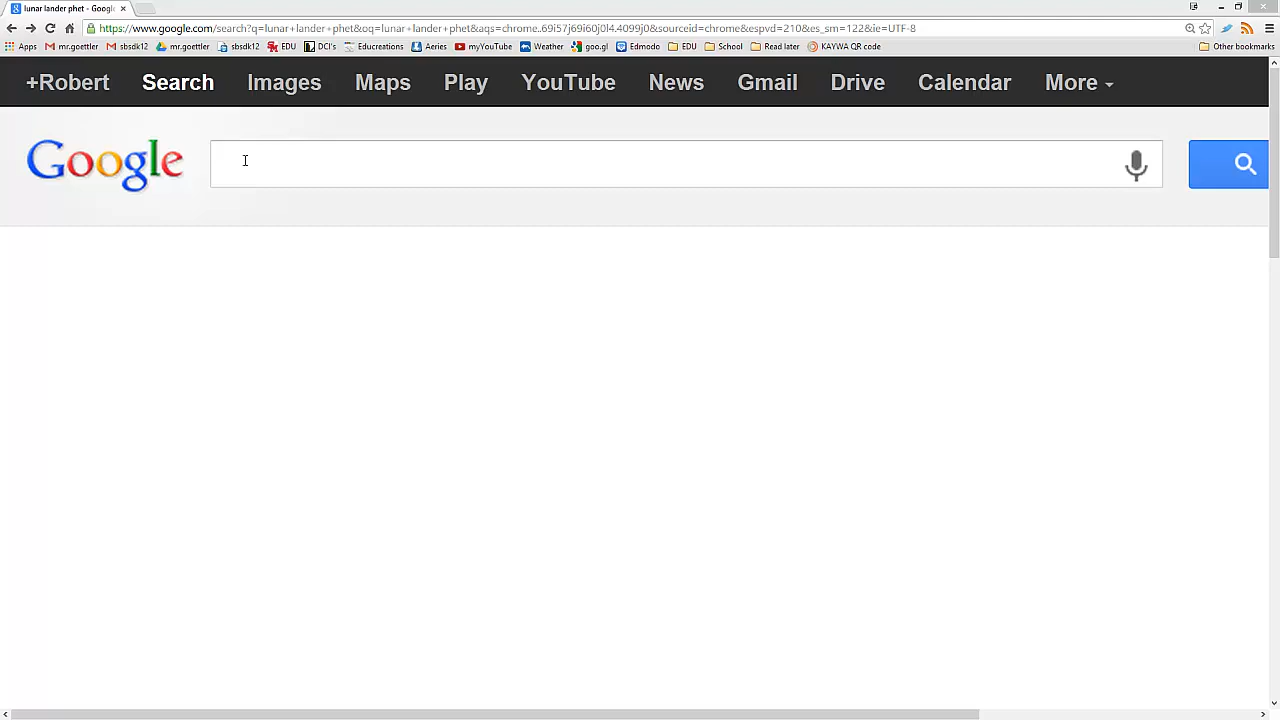 lunar lander phet - Google
https://www.google.com/search?q=lunar+lander+phet&oq=lunar+lander+phet&aqs=chrome.69i57j69i60j0l4.4099j0&sourceid=chrome&espvd=210&es_sm=122&ie=UTF-8
Apps mr.goettler sbsdk12 mr.goettler sbsdk12 EDU DCI's Educreations Aeries myYouTube Weather goo.gl Edmodo EDU School Read later KAYWA QR code Other bookmarks
+Robert Search Images Maps Play YouTube News Gmail Drive Calendar More
Google